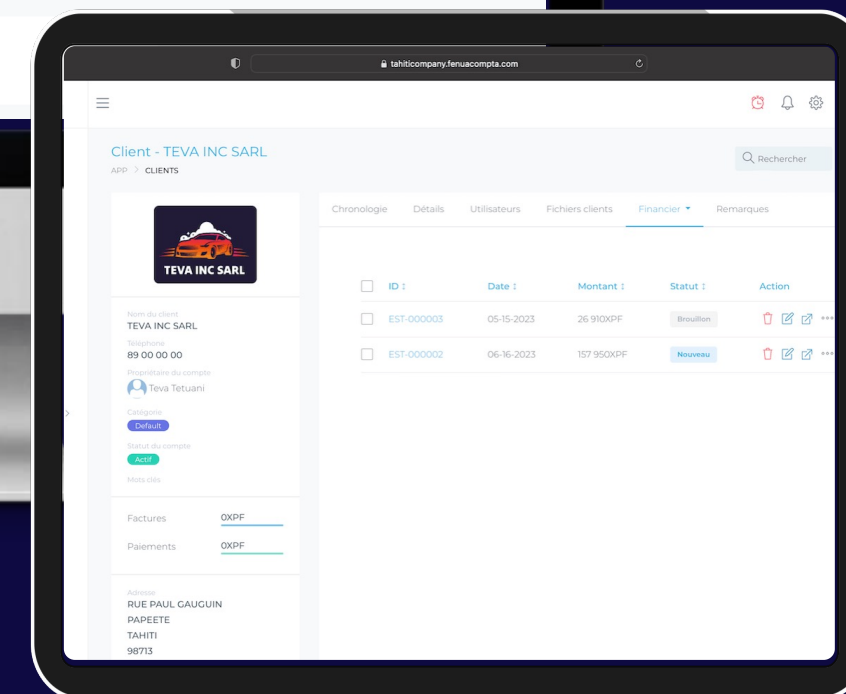 tahiticompany.fenuacompta.com
Client - TEVA INC SARL
APP > CLIENTS
Rechercher
TEVA INC SARL
Nom du client
TEVA INC SARL
Téléphone
89 00 00 00
Propriétaire du compte
Teva Tetuani
Catégorie
Default
Statut du compte
Actif
Mots clés
Factures 0XPF
Paiements 0XPF
Adresse
RUE PAUL GAUGUIN
PAPEETE
TAHITI
98713
Chronologie Détails Utilisateurs Fichiers clients Financier Remarques
ID Date Montant Statut Action
EST-000003 05-15-2023 26 910XPF Brouillon
EST-000002 06-16-2023 157 950XPF Nouveau